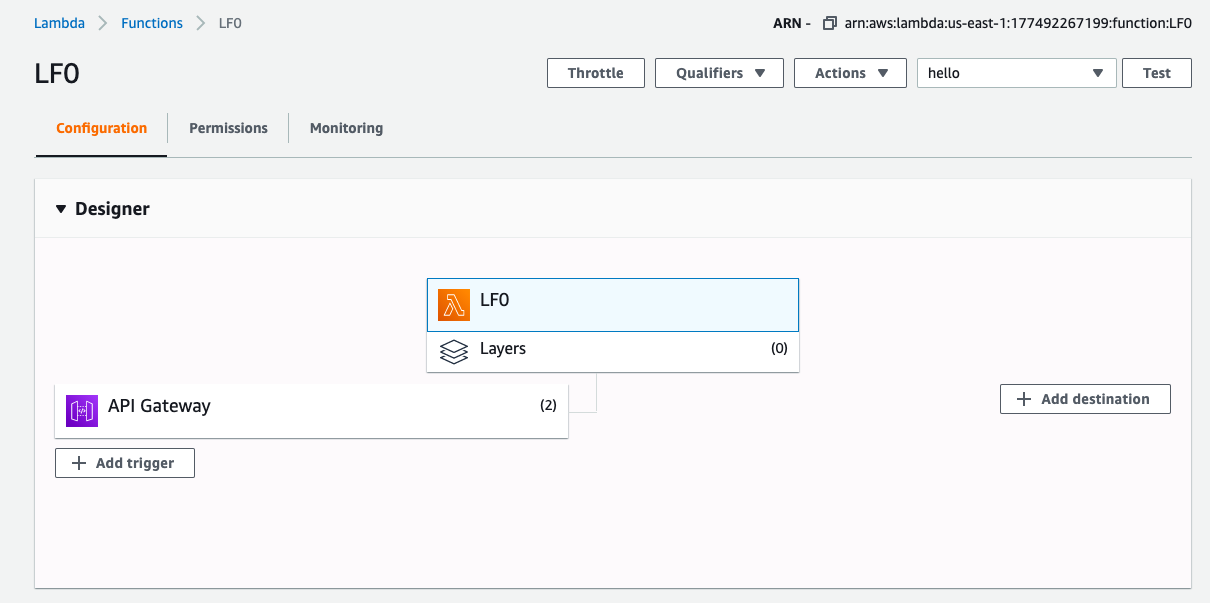 Lambda Functions LF0 ARN - arn:aws:lambda:us-east-1:177492267199:function:LF0
LF0 Throttle Qualifiers Actions hello Test
Configuration Permissions Monitoring
Designer
LF0
Layers (0)
API Gateway (2)
Add destination
Add trigger